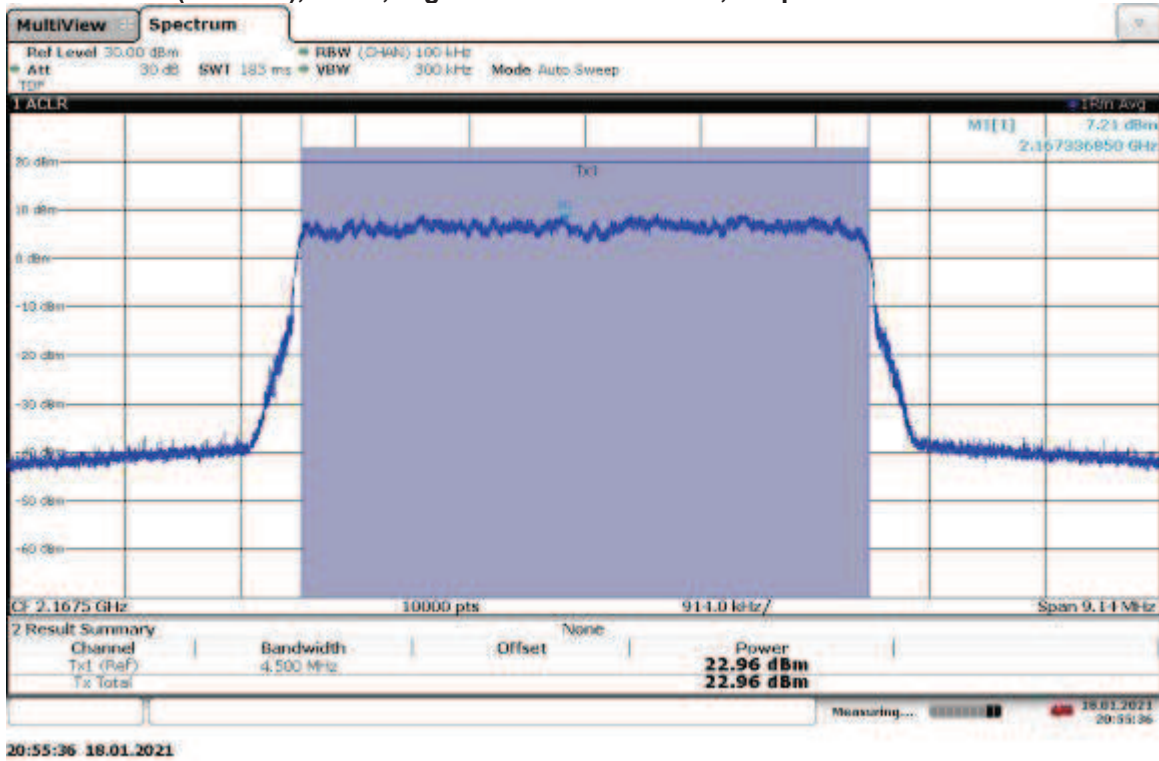 MultiView Spectrum
Ref Level 30.00 dBm RBW (CHAN) 100 kHz
Att 30 dB SWT 183 ms VBW 300 kHz Mode Auto Sweep
TDF
1 ACLR 1Rm Avg
M1[1] 7.21 dBm
2.167336850 GHz
Tx1
20 dBm
10 dBm
0 dBm
-10 dBm
-20 dBm
-30 dBm
-40 dBm
-50 dBm
-60 dBm
CF 2.1675 GHz 10000 pts 914.0 kHz/ Span 9.14 MHz
2 Result Summary None
Channel Bandwidth Offset Power
Tx1 (Ref) 4.500 MHz 22.96 dBm
Tx Total 22.96 dBm
Measuring... 18.01.2021
20:55:36
20:55:36 18.01.2021